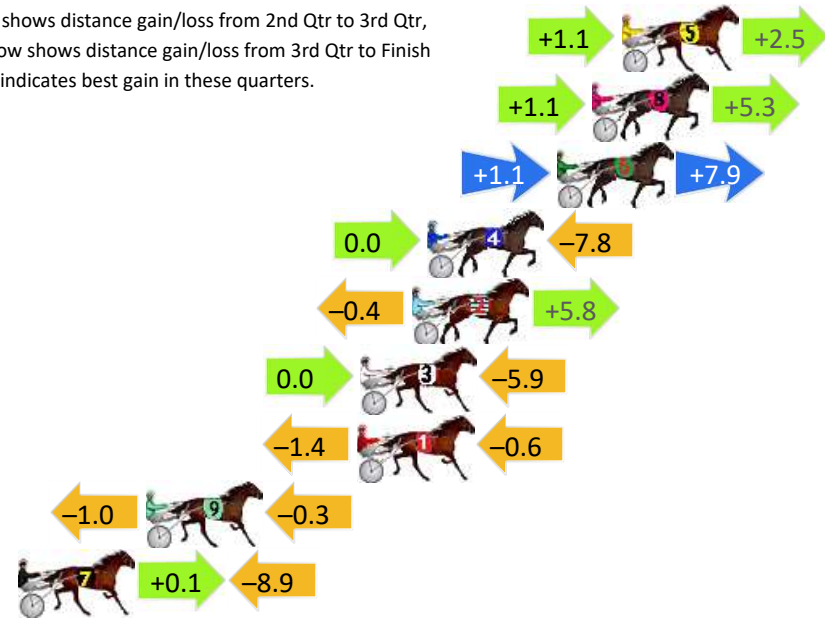 shows distance gain/loss from 2nd Qtr to 3rd Qtr,
ow shows distance gain/loss from 3rd Qtr to Finish
indicates best gain in these quarters.
+1.1 5 +2.5
+1.1 8 +5.3
+1.1 6 +7.9
0.0 4 –7.8
–0.4 2 +5.8
0.0 3 –5.9
–1.4 1 –0.6
–1.0 9 –0.3
7 +0.1 –8.9